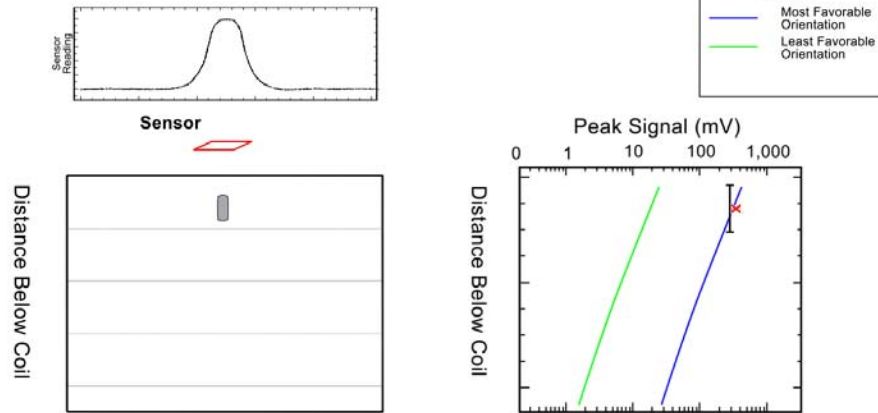 Sensor
Reading
Sensor
Distance Below Coil
Most Favorable
Orientation
Least Favorable
Orientation
Peak Signal (mV)
0 1 10 100 1,000
Distance Below Coil